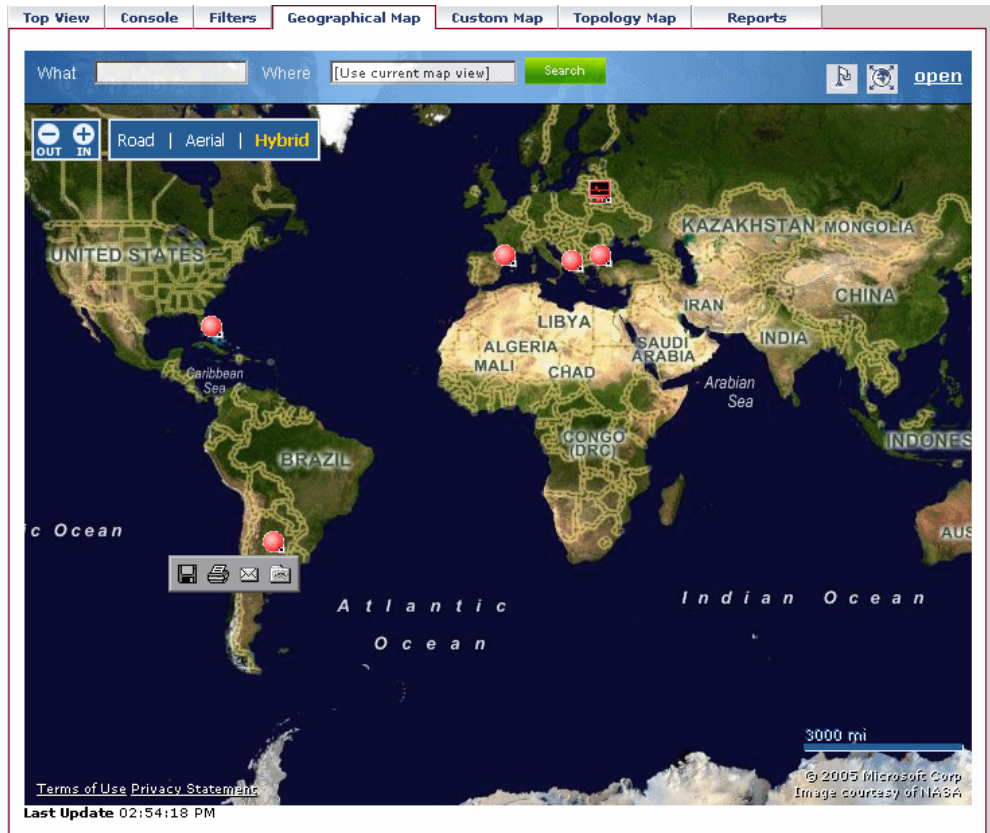 Top View Console Filters Geographical Map Custom Map Topology Map Reports
What Where [Use current map view] Search open
OUT IN Road | Aerial | Hybrid
KAZAKHSTAN MONGOLIA
UNITED STATES
CHINA
IRAN
LIBYA
INDIA
ALGERIA SAUDI ARABIA
MALI CHAD
Caribbean Sea
Arabian Sea
CONGO (DRC)
INDONES
BRAZIL
ic Ocean
AUS
Atlantic Ocean
Indian Ocean
3000 mi
© 2005 Microsoft Corp
Terms of Use Privacy Statement Image courtesy of NASA
Last Update 02:54:18 PM